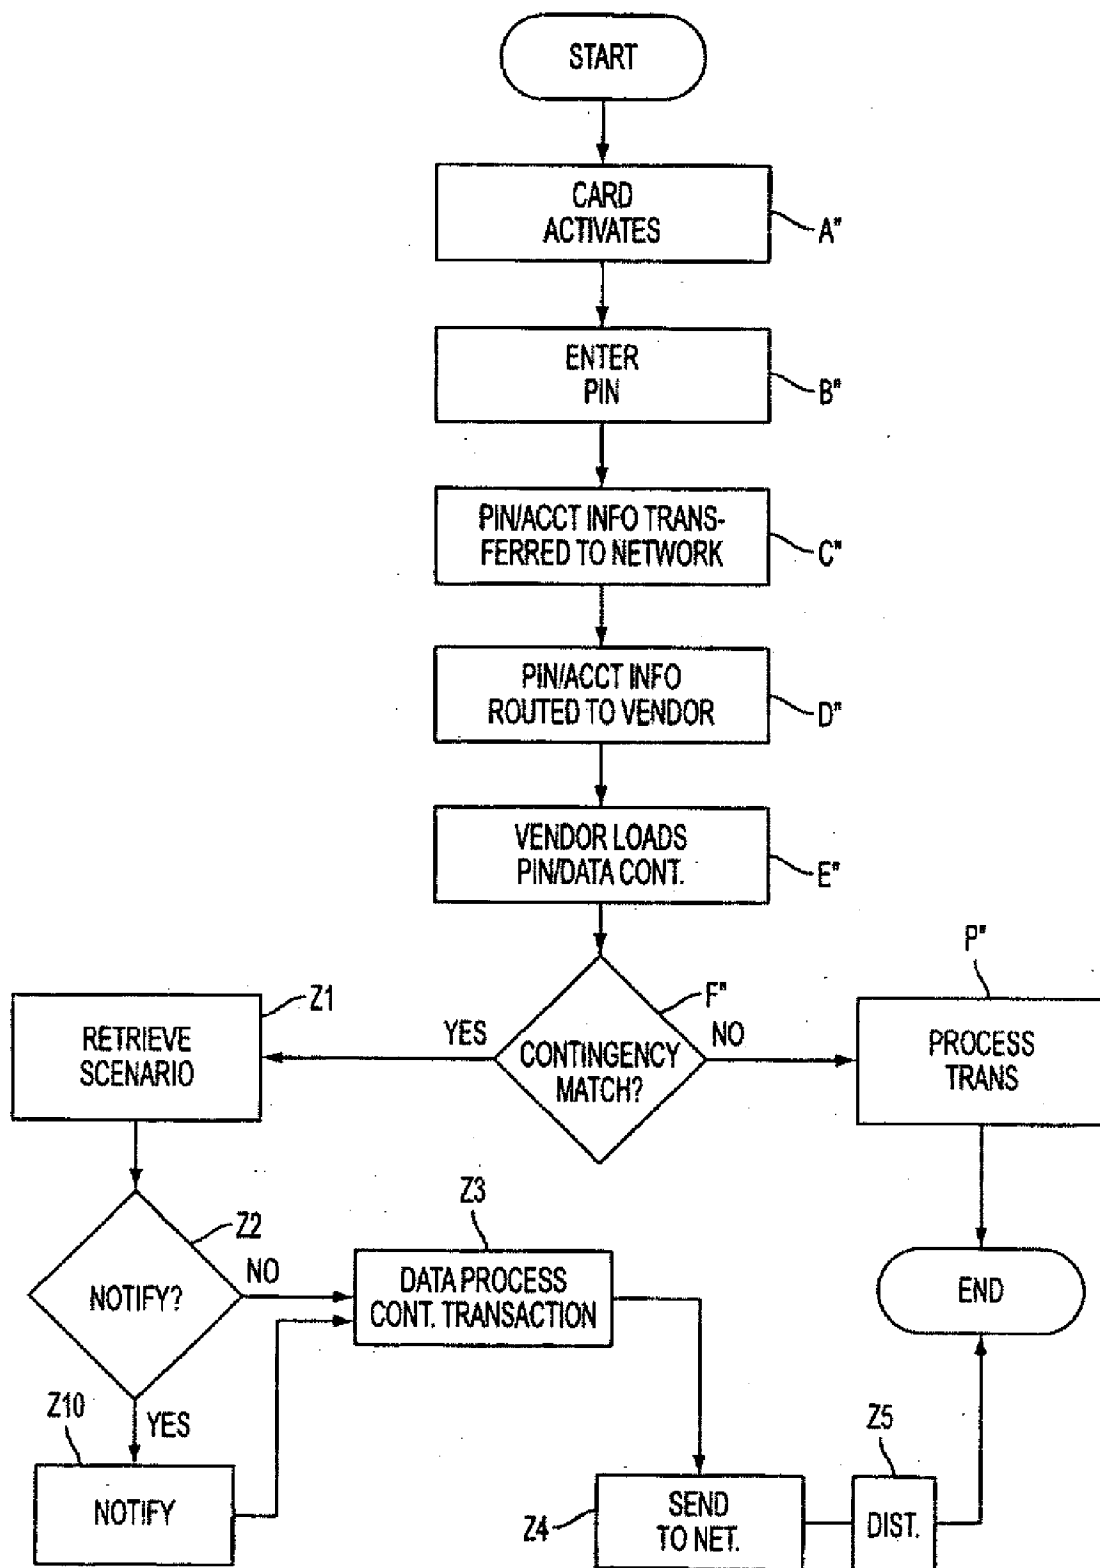 START
CARD
ACTIVATES
A"
ENTER
PIN
B"
PIN/ACCT INFO TRANS-
FERRED TO NETWORK
C"
PIN/ACCT INFO
ROUTED TO VENDOR
D"
VENDOR LOADS
PIN/DATA CONT.
E"
Z1
RETRIEVE
SCENARIO
YES
F"
CONTINGENCY
MATCH?
NO
P"
PROCESS
TRANS
Z2
NOTIFY?
NO
Z3
DATA PROCESS
CONT. TRANSACTION
END
YES
Z10
NOTIFY
Z4
SEND
TO NET.
Z5
DIST.